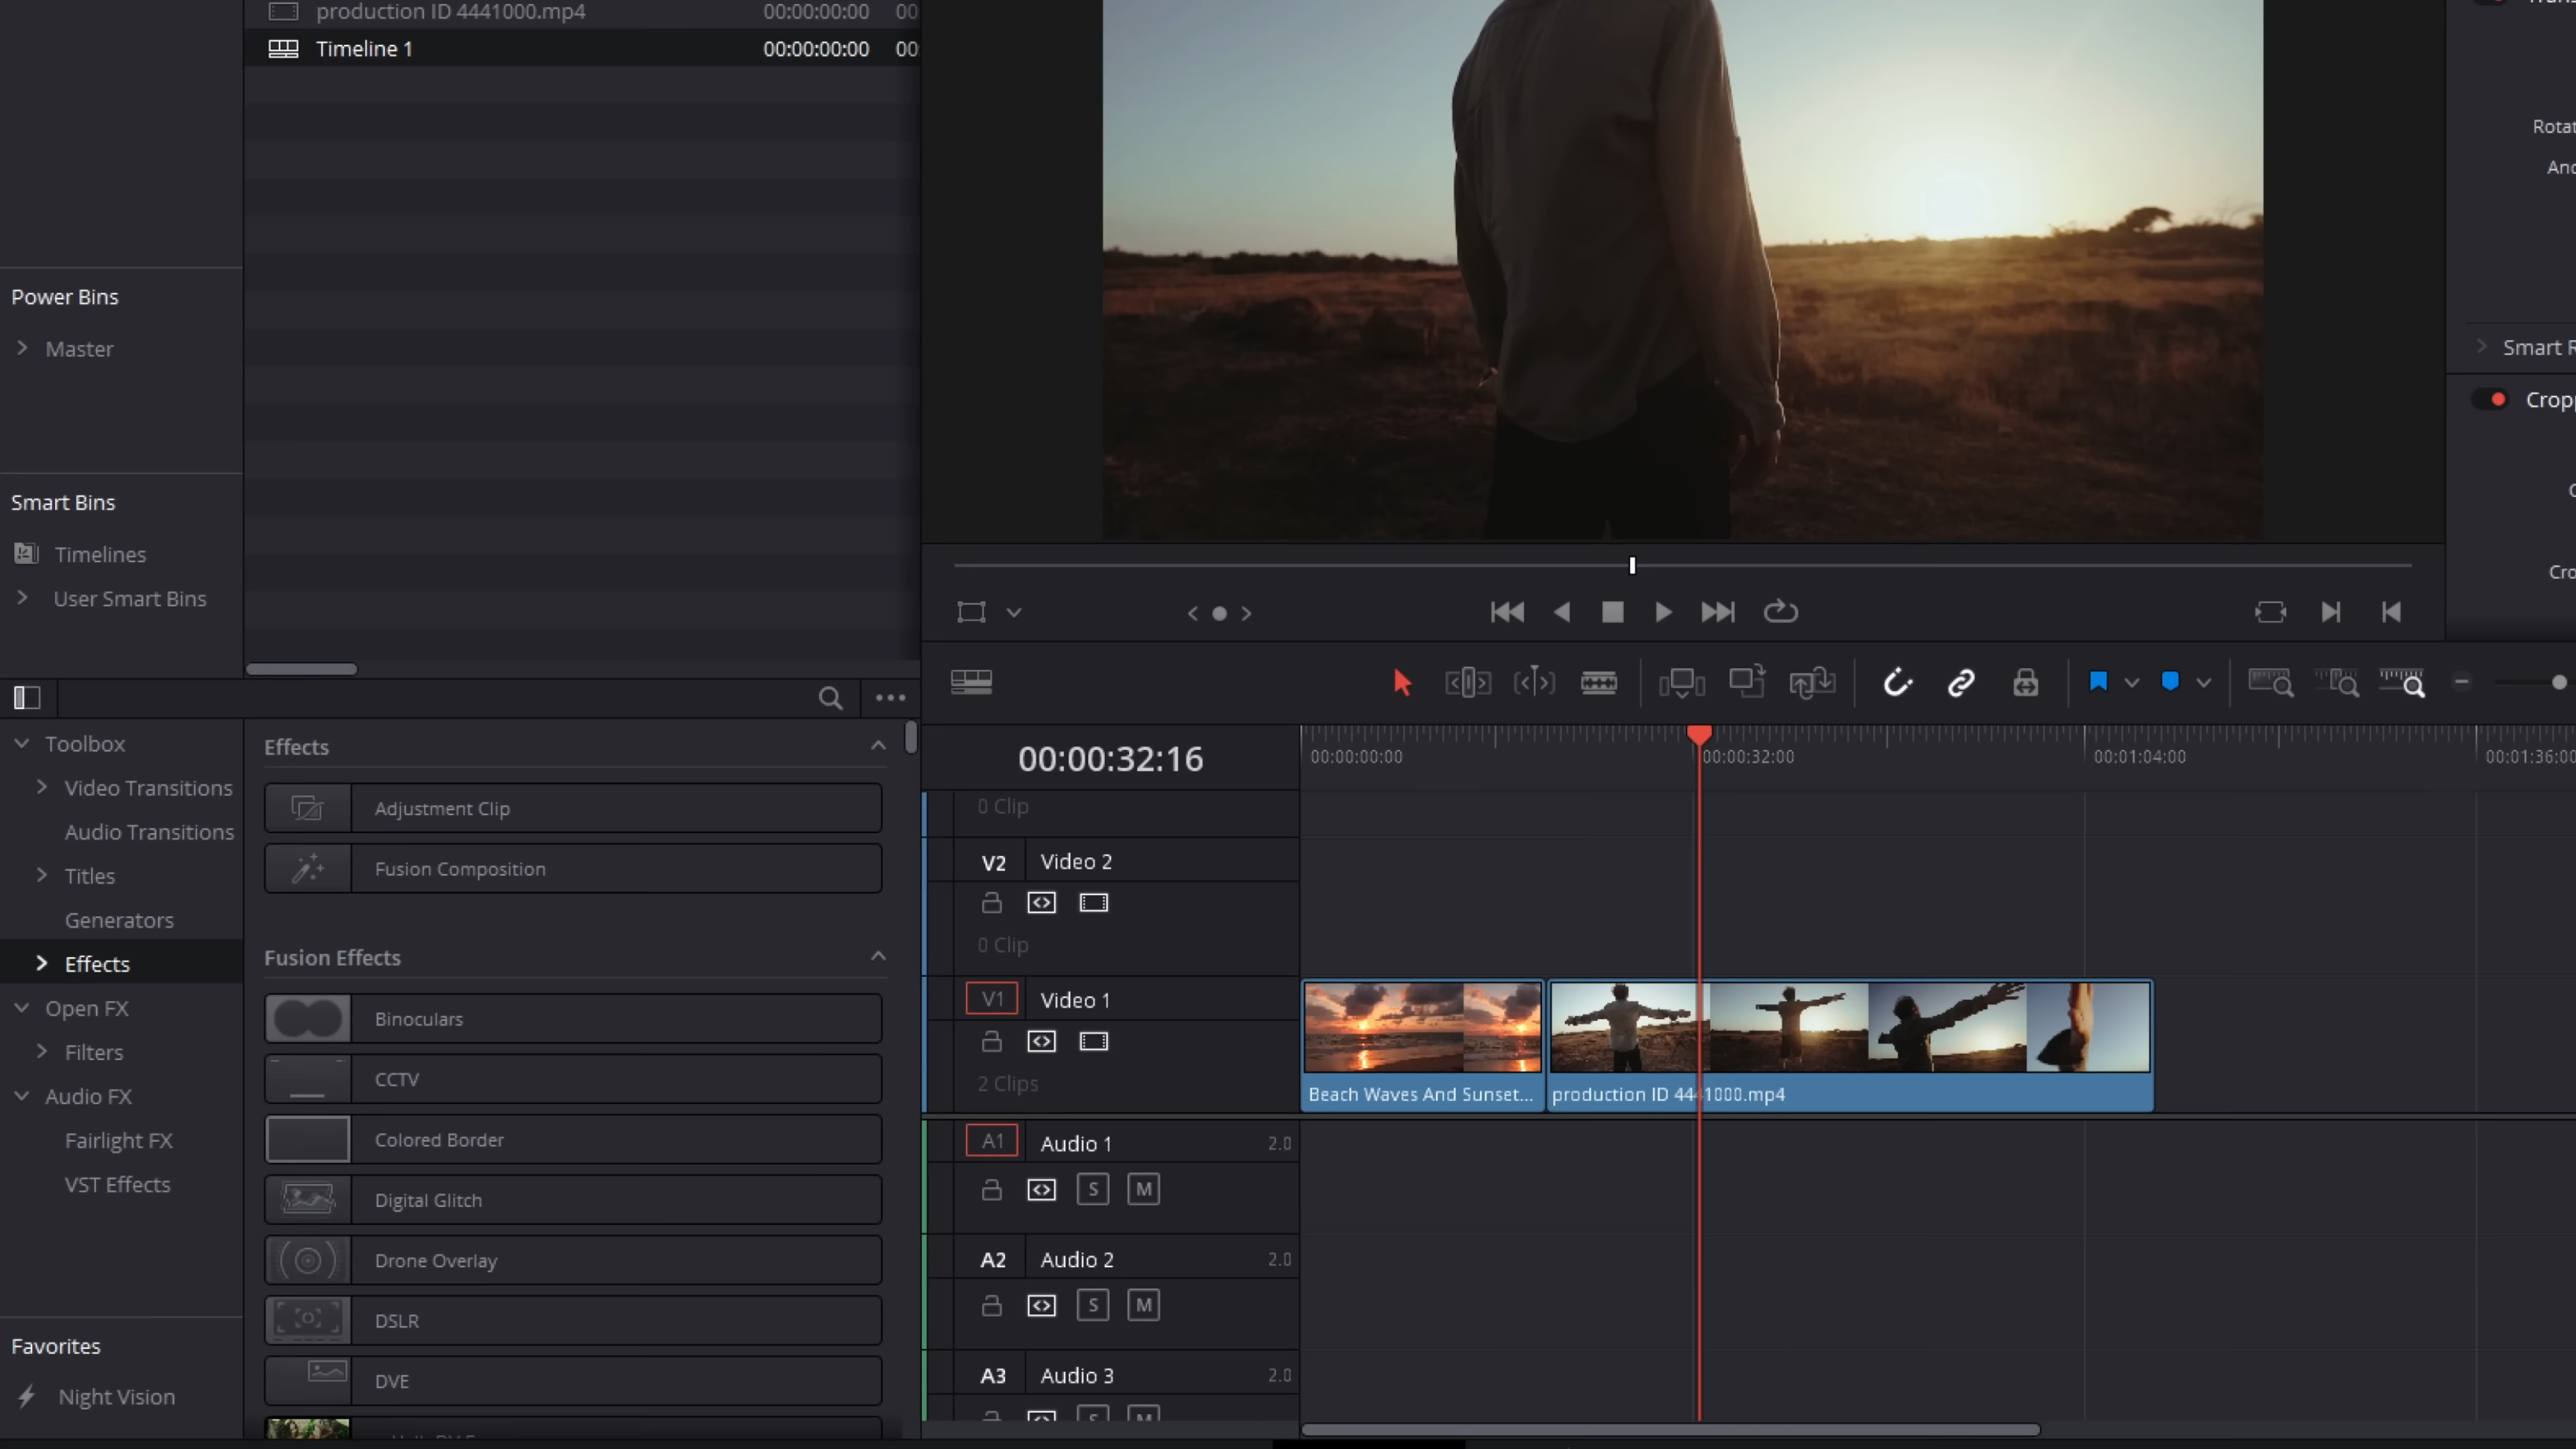 production ID 4441000.mp4 00:00:00:00 00
Timeline 1 00:00:00:00 00
Power Bins
Master
Smart Bins
Timelines
User Smart Bins
Toolbox
Video Transitions
Audio Transitions
Titles
Generators
Effects
Open FX
Filters
Audio FX
Fairlight FX
VST Effects
Favorites
Night Vision
Effects
Adjustment Clip
Fusion Composition
Fusion Effects
Binoculars
CCTV
Colored Border
Digital Glitch
Drone Overlay
DSLR
DVE
Rotat
Anc
Smart R
Crop
Cro
00:00:32:16
00:00:00:00 00:00:32:00 00:01:04:00 00:01:36:00
0 Clip
V2 Video 2
0 Clip
V1 Video 1
2 Clips
Beach Waves And Sunset... production ID 4441000.mp4
A1 Audio 1 2.0
S M
A2 Audio 2 2.0
S M
A3 Audio 3 2.0
S M